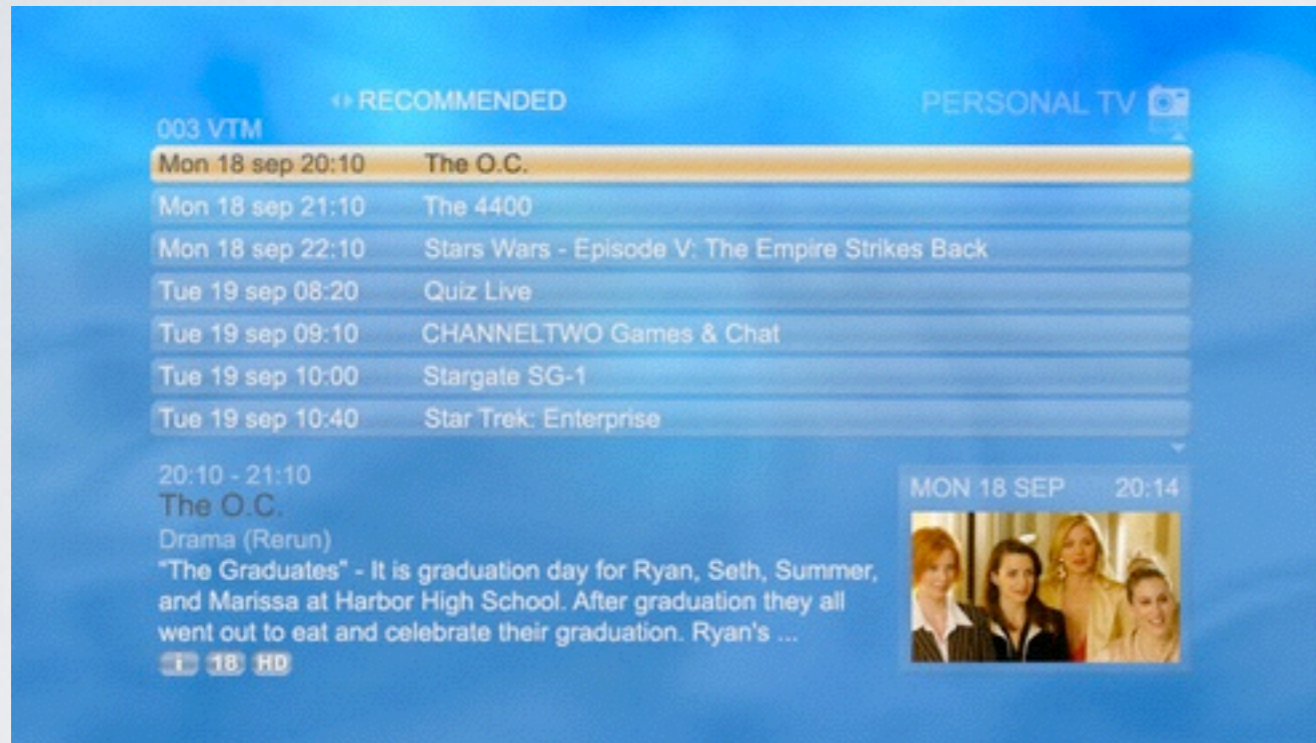 RECOMMENDED
PERSONAL TV
003 VTM
Mon 18 sep 20:10 The O.C.
Mon 18 sep 21:10 The 4400
Mon 18 sep 22:10 Stars Wars - Episode V: The Empire Strikes Back
Tue 19 sep 08:20 Quiz Live
Tue 19 sep 09:10 CHANNELTWO Games & Chat
Tue 19 sep 10:00 Stargate SG-1
Tue 19 sep 10:40 Star Trek: Enterprise
20:10 - 21:10
The O.C.
Drama (Rerun)
"The Graduates" - It is graduation day for Ryan, Seth, Summer,
and Marissa at Harbor High School. After graduation they all
went out to eat and celebrate their graduation. Ryan's ...
i 18 HD
MON 18 SEP 20:14